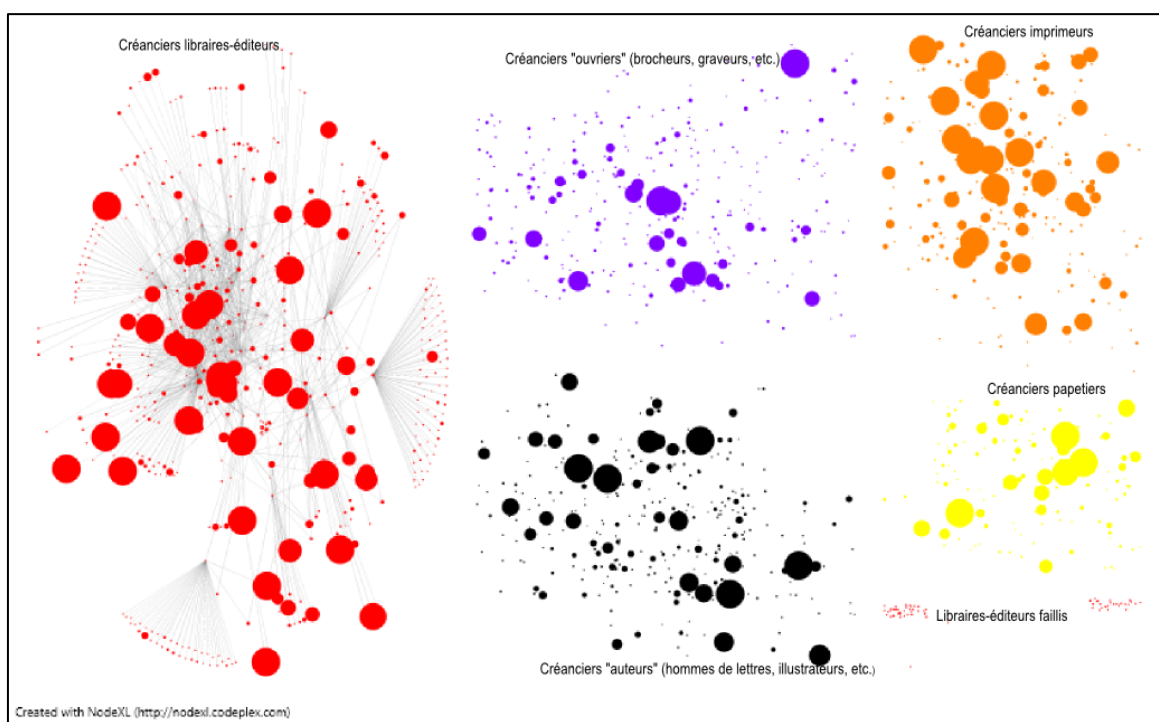 Créanciers libraires-éditeurs
Créanciers "ouvriers" (brocheurs, graveurs, etc.)
Créanciers imprimeurs
Créanciers papetiers
Libraires-éditeurs faillis
Créanciers "auteurs" (hommes de lettres, illustrateurs, etc.)
Created with NodeXL (http://nodexl.codeplex.com)